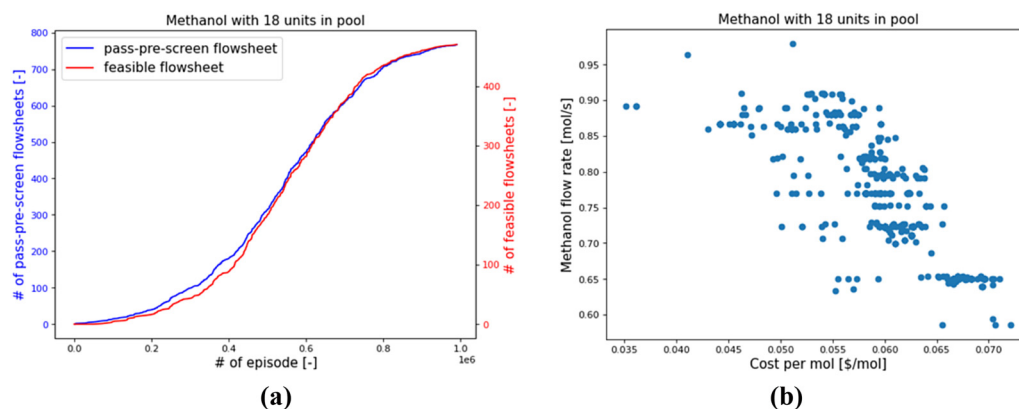 Methanol with 18 units in pool
pass-pre-screen flowsheet
feasible flowsheet
# of pass-pre-screen flowsheets [-]
800
700
600
500
400
300
200
100
0
# of feasible flowsheets [-]
400
300
200
100
0
0.0 0.2 0.4 0.6 0.8 1.0
1e6
# of episode [-]
(a)
Methanol with 18 units in pool
Methanol flow rate [mol/s]
0.95
0.90
0.85
0.80
0.75
0.70
0.65
0.60
0.035 0.040 0.045 0.050 0.055 0.060 0.065 0.070
Cost per mol [$/mol]
(b)